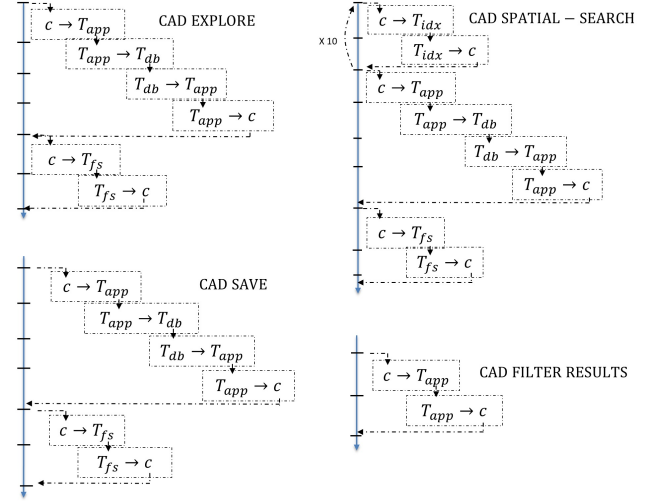 CAD EXPLORE
c → T_app
T_app → T_db
T_db → T_app
T_app → c
c → T_fs
T_fs → c
CAD SPATIAL − SEARCH
X 10
c → T_idx
T_idx → c
c → T_app
T_app → T_db
T_db → T_app
T_app → c
c → T_fs
T_fs → c
CAD SAVE
c → T_app
T_app → T_db
T_db → T_app
T_app → c
c → T_fs
T_fs → c
CAD FILTER RESULTS
c → T_app
T_app → c